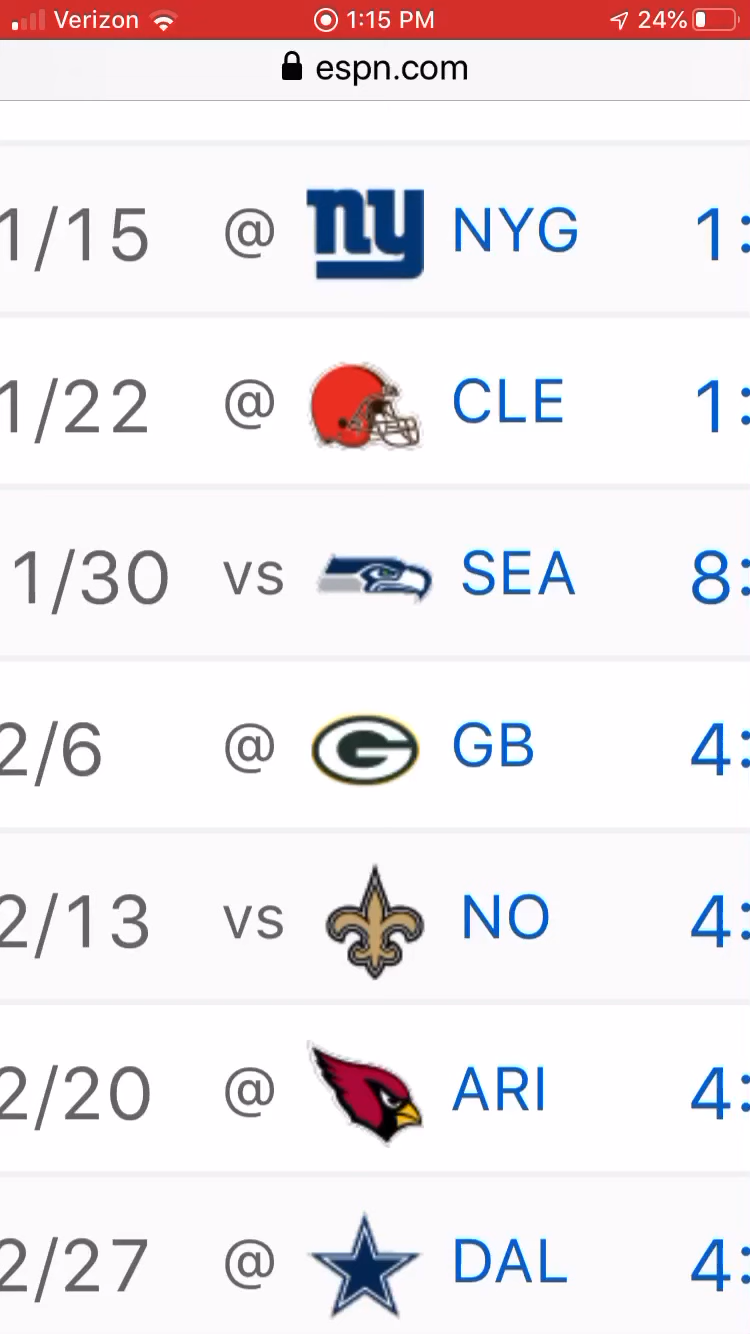 Verizon 1:15 PM 24%
espn.com
1/15 @ ny NYG 1:
1/22 @ CLE 1:
1/30 vs SEA 8:
2/6 @ G GB 4:
2/13 vs NO 4:
2/20 @ ARI 4:
2/27 @ DAL 4: